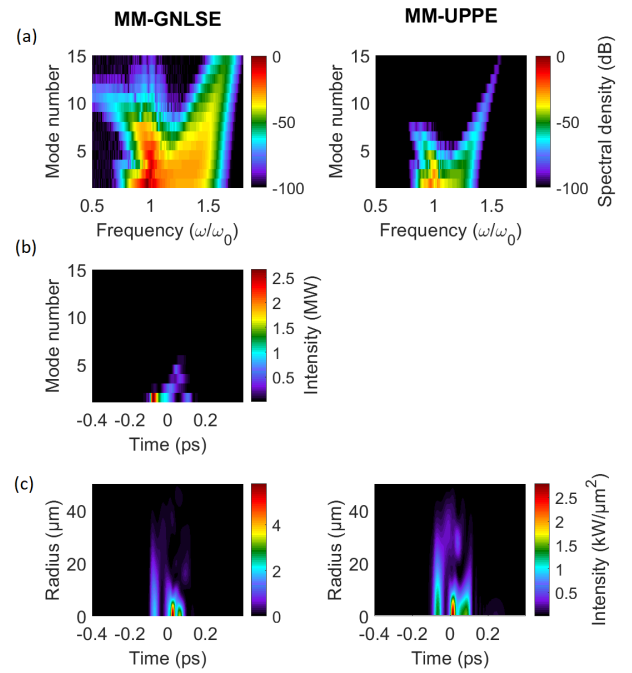 MM-GNLSE
MM-UPPE
(a)
Mode number
15
10
5
0.5
1
1.5
Frequency (ω/ω0)
0
-50
-100
Mode number
15
10
5
0.5
1
1.5
Frequency (ω/ω0)
0
-50
-100
Spectral density (dB)
(b)
Mode number
15
10
5
-0.4
-0.2
0
0.2
Time (ps)
2.5
2
1.5
1
0.5
Intensity (MW)
(c)
Radius (μm)
40
20
0
-0.4
-0.2
0
0.2
Time (ps)
4
2
0
Radius (μm)
40
20
0
-0.4
-0.2
0
0.2
Time (ps)
2.5
2
1.5
1
0.5
Intensity (kW/μm²)